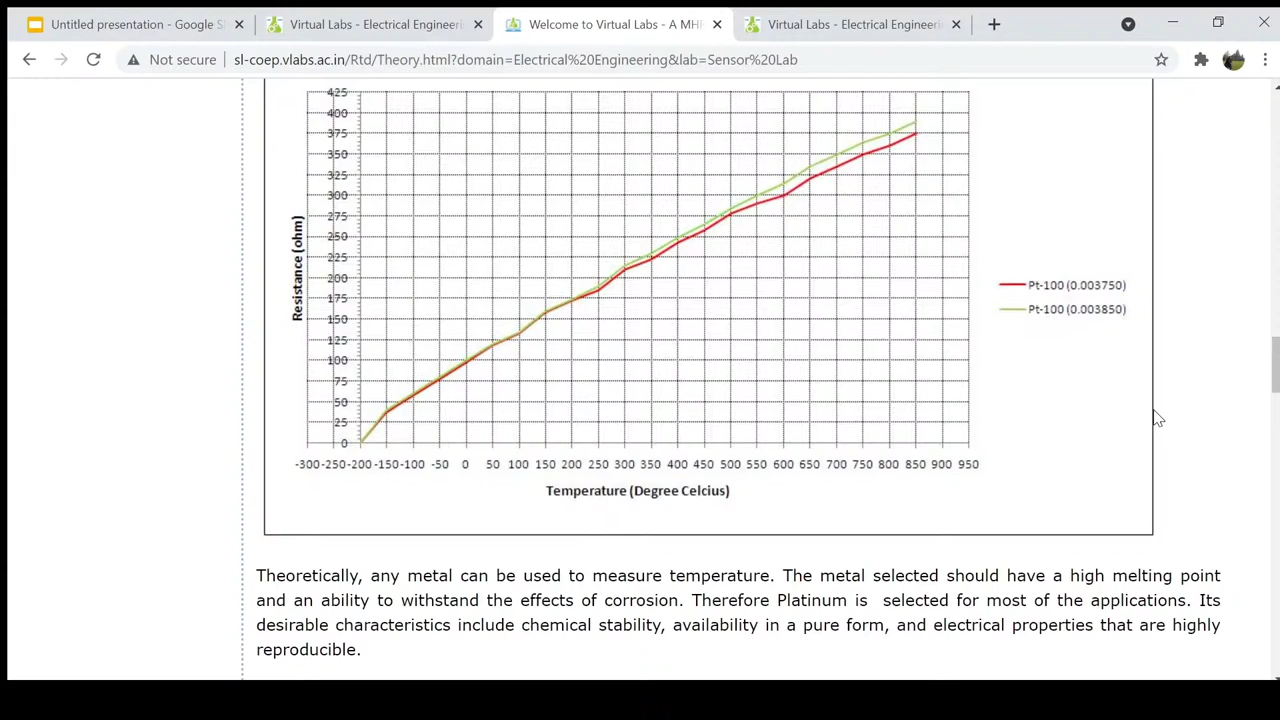 Untitled presentation - Google Sl
Virtual Labs - Electrical Engineeri
Welcome to Virtual Labs - A MHR
Virtual Labs - Electrical Engineeri
Not secure
sl-coep.vlabs.ac.in/Rtd/Theory.html?domain=Electrical%20Engineering&lab=Sensor%20Lab
425
400
375
350
300
275
250
225
200
175
150
125
100
75
50
25
0
Resistance (ohm)
Pt-100 (0.003750)
Pt-100 (0.003850)
-300 -250 -200 -150 -100 -50 0 50 100 150 200 250 300 350 400 450 500 550 600 650 700 750 800 850 900 950
Temperature (Degree Celcius)
Theoretically, any metal can be used to measure temperature. The metal selected should have a high melting point
and an ability to withstand the effects of corrosion. Therefore Platinum is selected for most of the applications. Its
desirable characteristics include chemical stability, availability in a pure form, and electrical properties that are highly
reproducible.